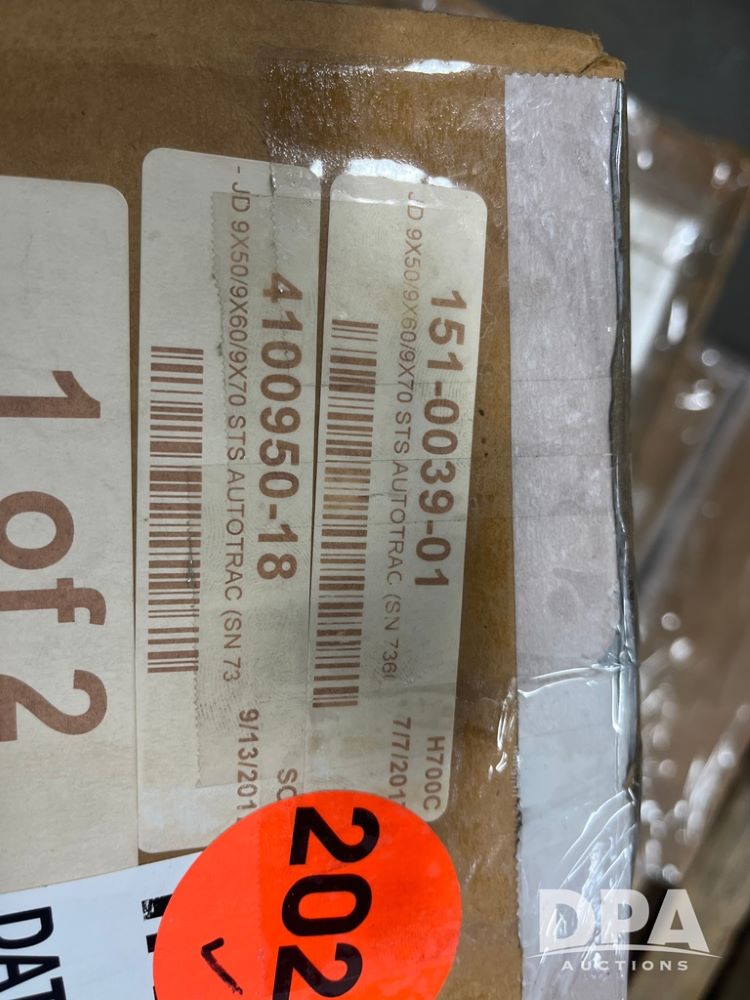 151-0039-01
JD 9X50/9X60/9X70 STS AUTOTRAC (SN 736(
H700C
7/7/201
4100950-18
- JD 9X50/9X60/9X70 STS AUTOTRAC (SN 73
9/13/201
1 of 2
202
DPA
AUCTIONS